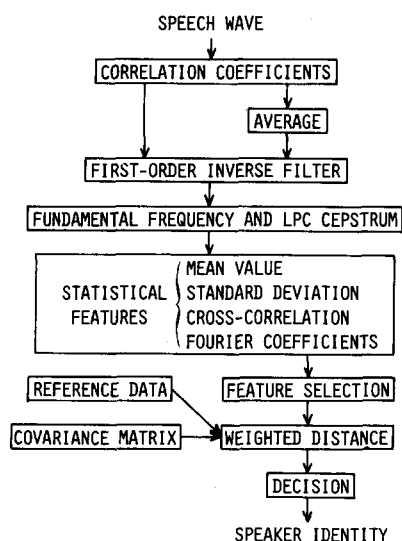 SPEECH WAVE
CORRELATION COEFFICIENTS
AVERAGE
FIRST-ORDER INVERSE FILTER
FUNDAMENTAL FREQUENCY AND LPC CEPSTRUM
STATISTICAL FEATURES
MEAN VALUE
STANDARD DEVIATION
CROSS-CORRELATION
FOURIER COEFFICIENTS
REFERENCE DATA
FEATURE SELECTION
COVARIANCE MATRIX
WEIGHTED DISTANCE
DECISION
SPEAKER IDENTITY